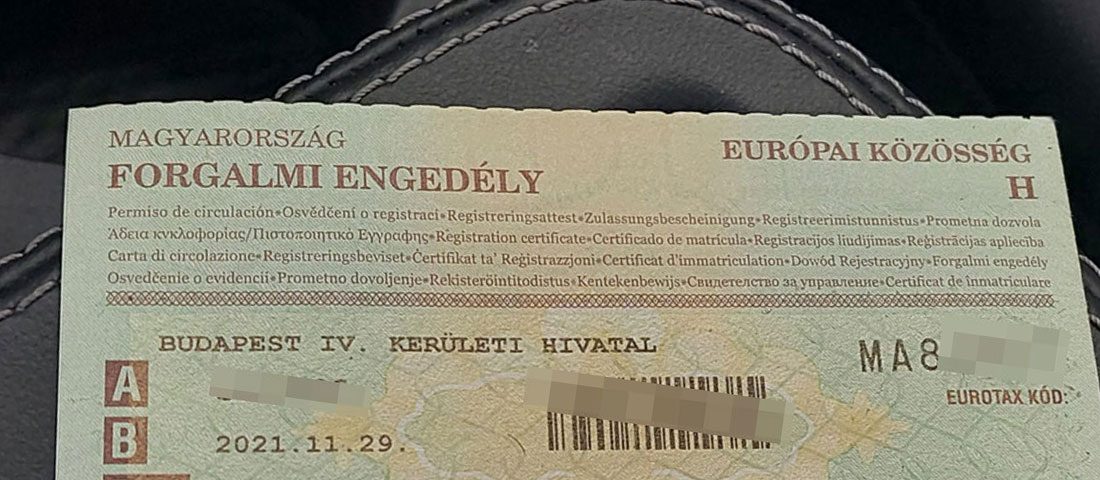 MAGYARORSZÁG
EURÓPAI KÖZÖSSÉG
FORGALMI ENGEDÉLY
H
Permiso de circulación•Osvědčení o registraci•Registreringsattest•Zulassungsbescheinigung•Registreerimistunnistus•Prometna dozvola
Άδεια κυκλοφορίας/Πιστοποιητικό Εγγραφης•Registration certificate•Certificado de matrícula•Registracijos liudijimas•Reģistrācijas apliecība
Carta di circolazione•Registreringsbeviset•Ċertifikat ta' Reġistrazzjoni•Certificat d'immatriculation•Dowód Rejestracyjny•Forgalmi engedély
Osvedčenie o evidencii•Prometno dovoljenje•Rekisteröintitodistus•Kentekenbewijs•Свидетелство за управление•Certificat de înmatriculare
BUDAPEST IV. KERÜLETI HIVATAL
MA8
A
EUROTAX KÓD:
B
2021.11.29.